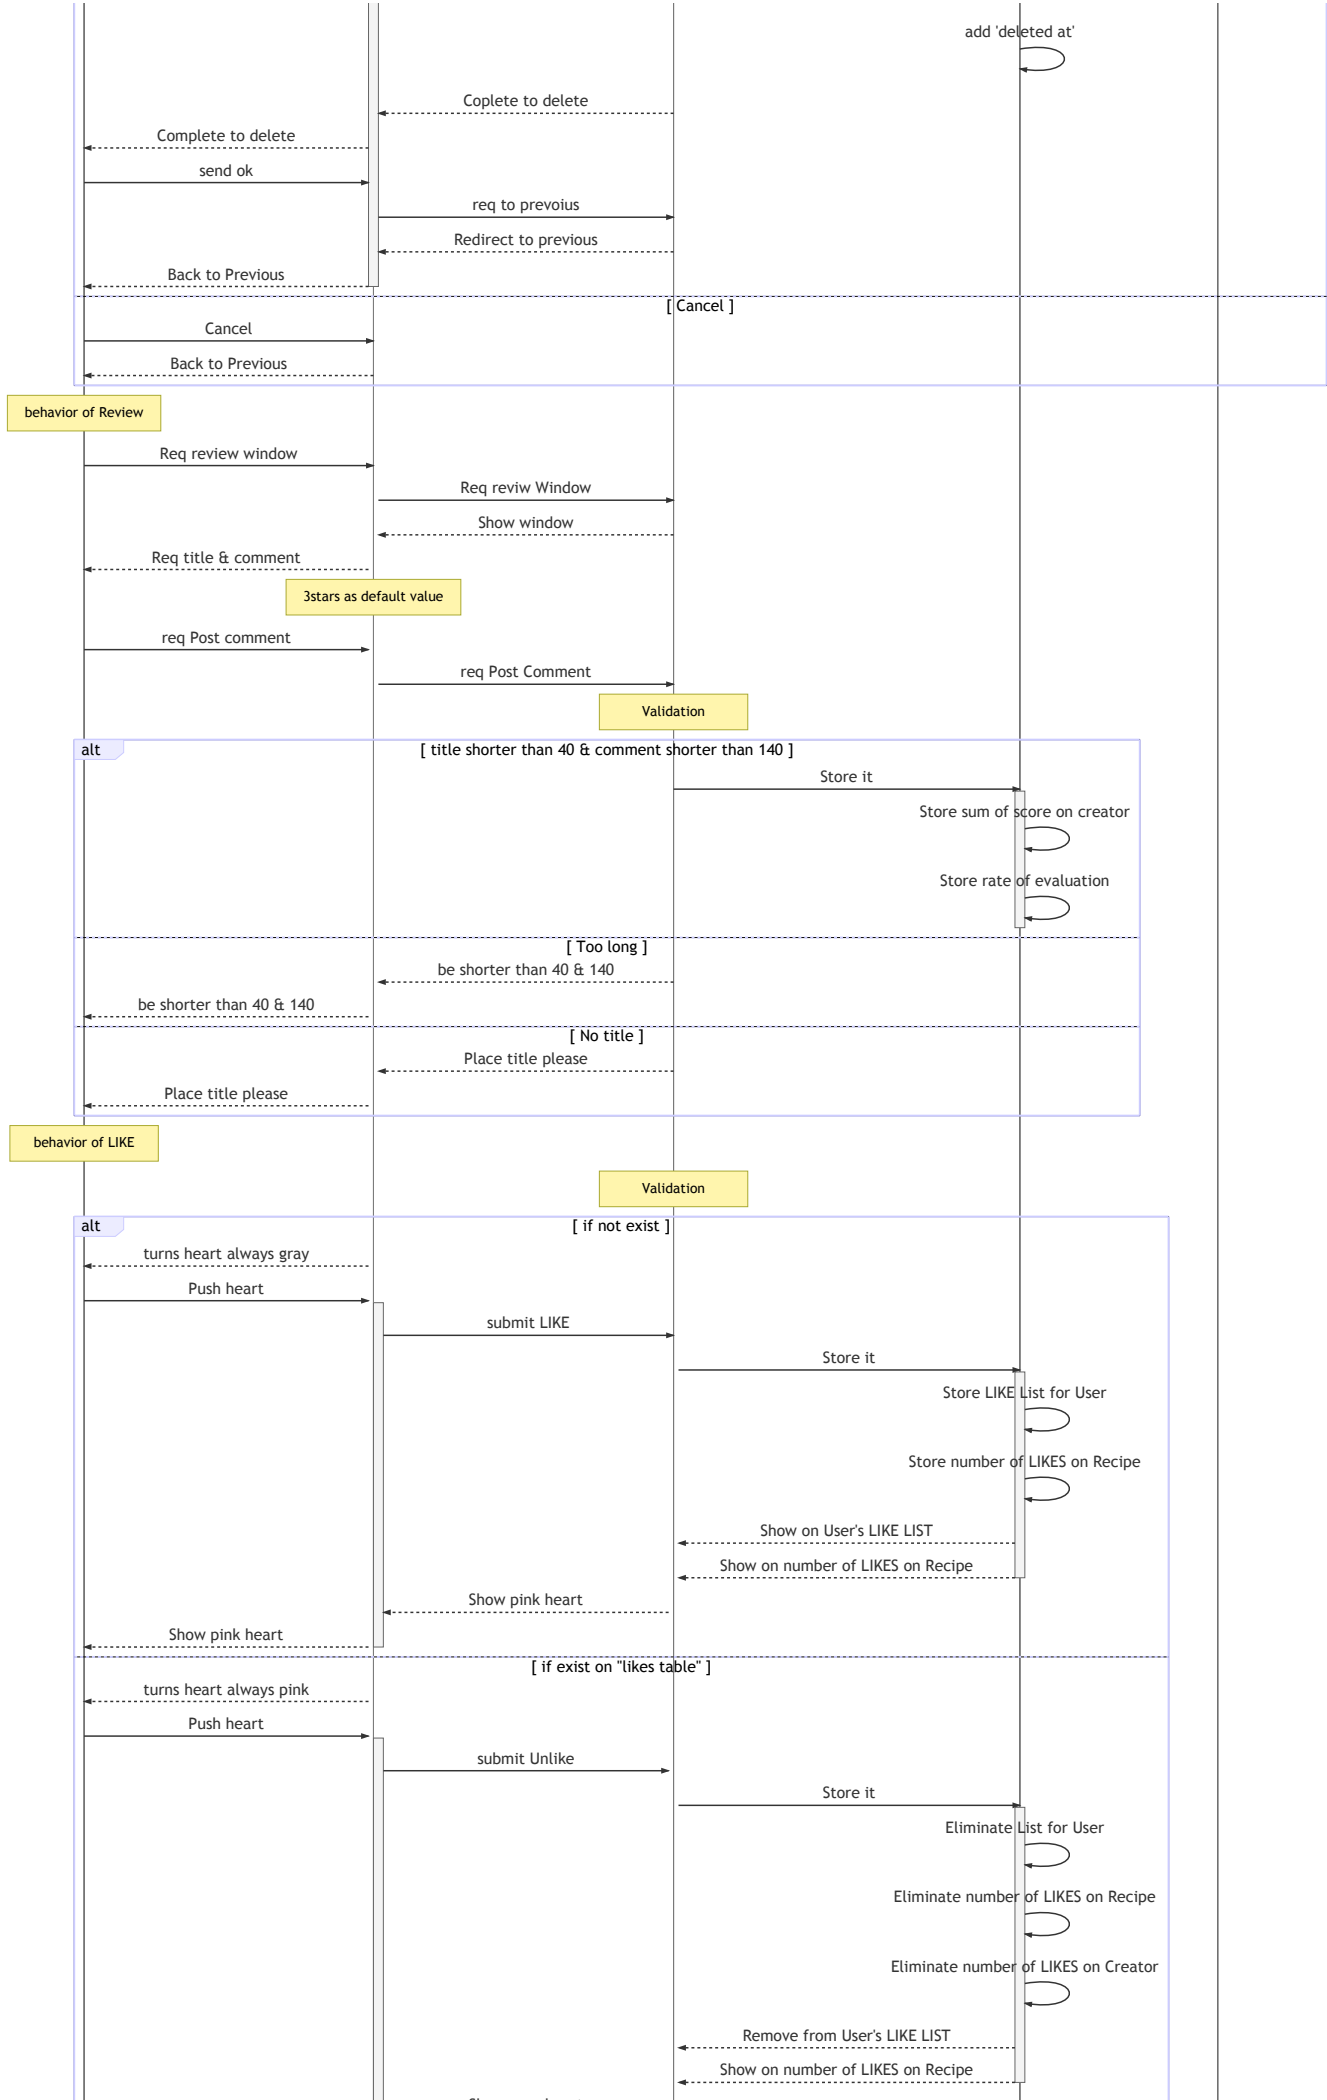 add 'deleted at'
Coplete to delete
Complete to delete
send ok
req to prevoius
Redirect to previous
Back to Previous
[ Cancel ]
Cancel
Back to Previous
behavior of Review
Req review window
Req reviw Window
Show window
Req title & comment
3stars as default value
req Post comment
req Post Comment
Validation
alt
[ title shorter than 40 & comment shorter than 140 ]
Store it
Store sum of score on creator
Store rate of evaluation
[ Too long ]
be shorter than 40 & 140
be shorter than 40 & 140
[ No title ]
Place title please
Place title please
behavior of LIKE
Validation
alt
[ if not exist ]
turns heart always gray
Push heart
submit LIKE
Store it
Store LIKE List for User
Store number of LIKES on Recipe
Show on User's LIKE LIST
Show on number of LIKES on Recipe
Show pink heart
Show pink heart
[ if exist on "likes table" ]
turns heart always pink
Push heart
submit Unlike
Store it
Eliminate List for User
Eliminate number of LIKES on Recipe
Eliminate number of LIKES on Creator
Remove from User's LIKE LIST
Show on number of LIKES on Recipe